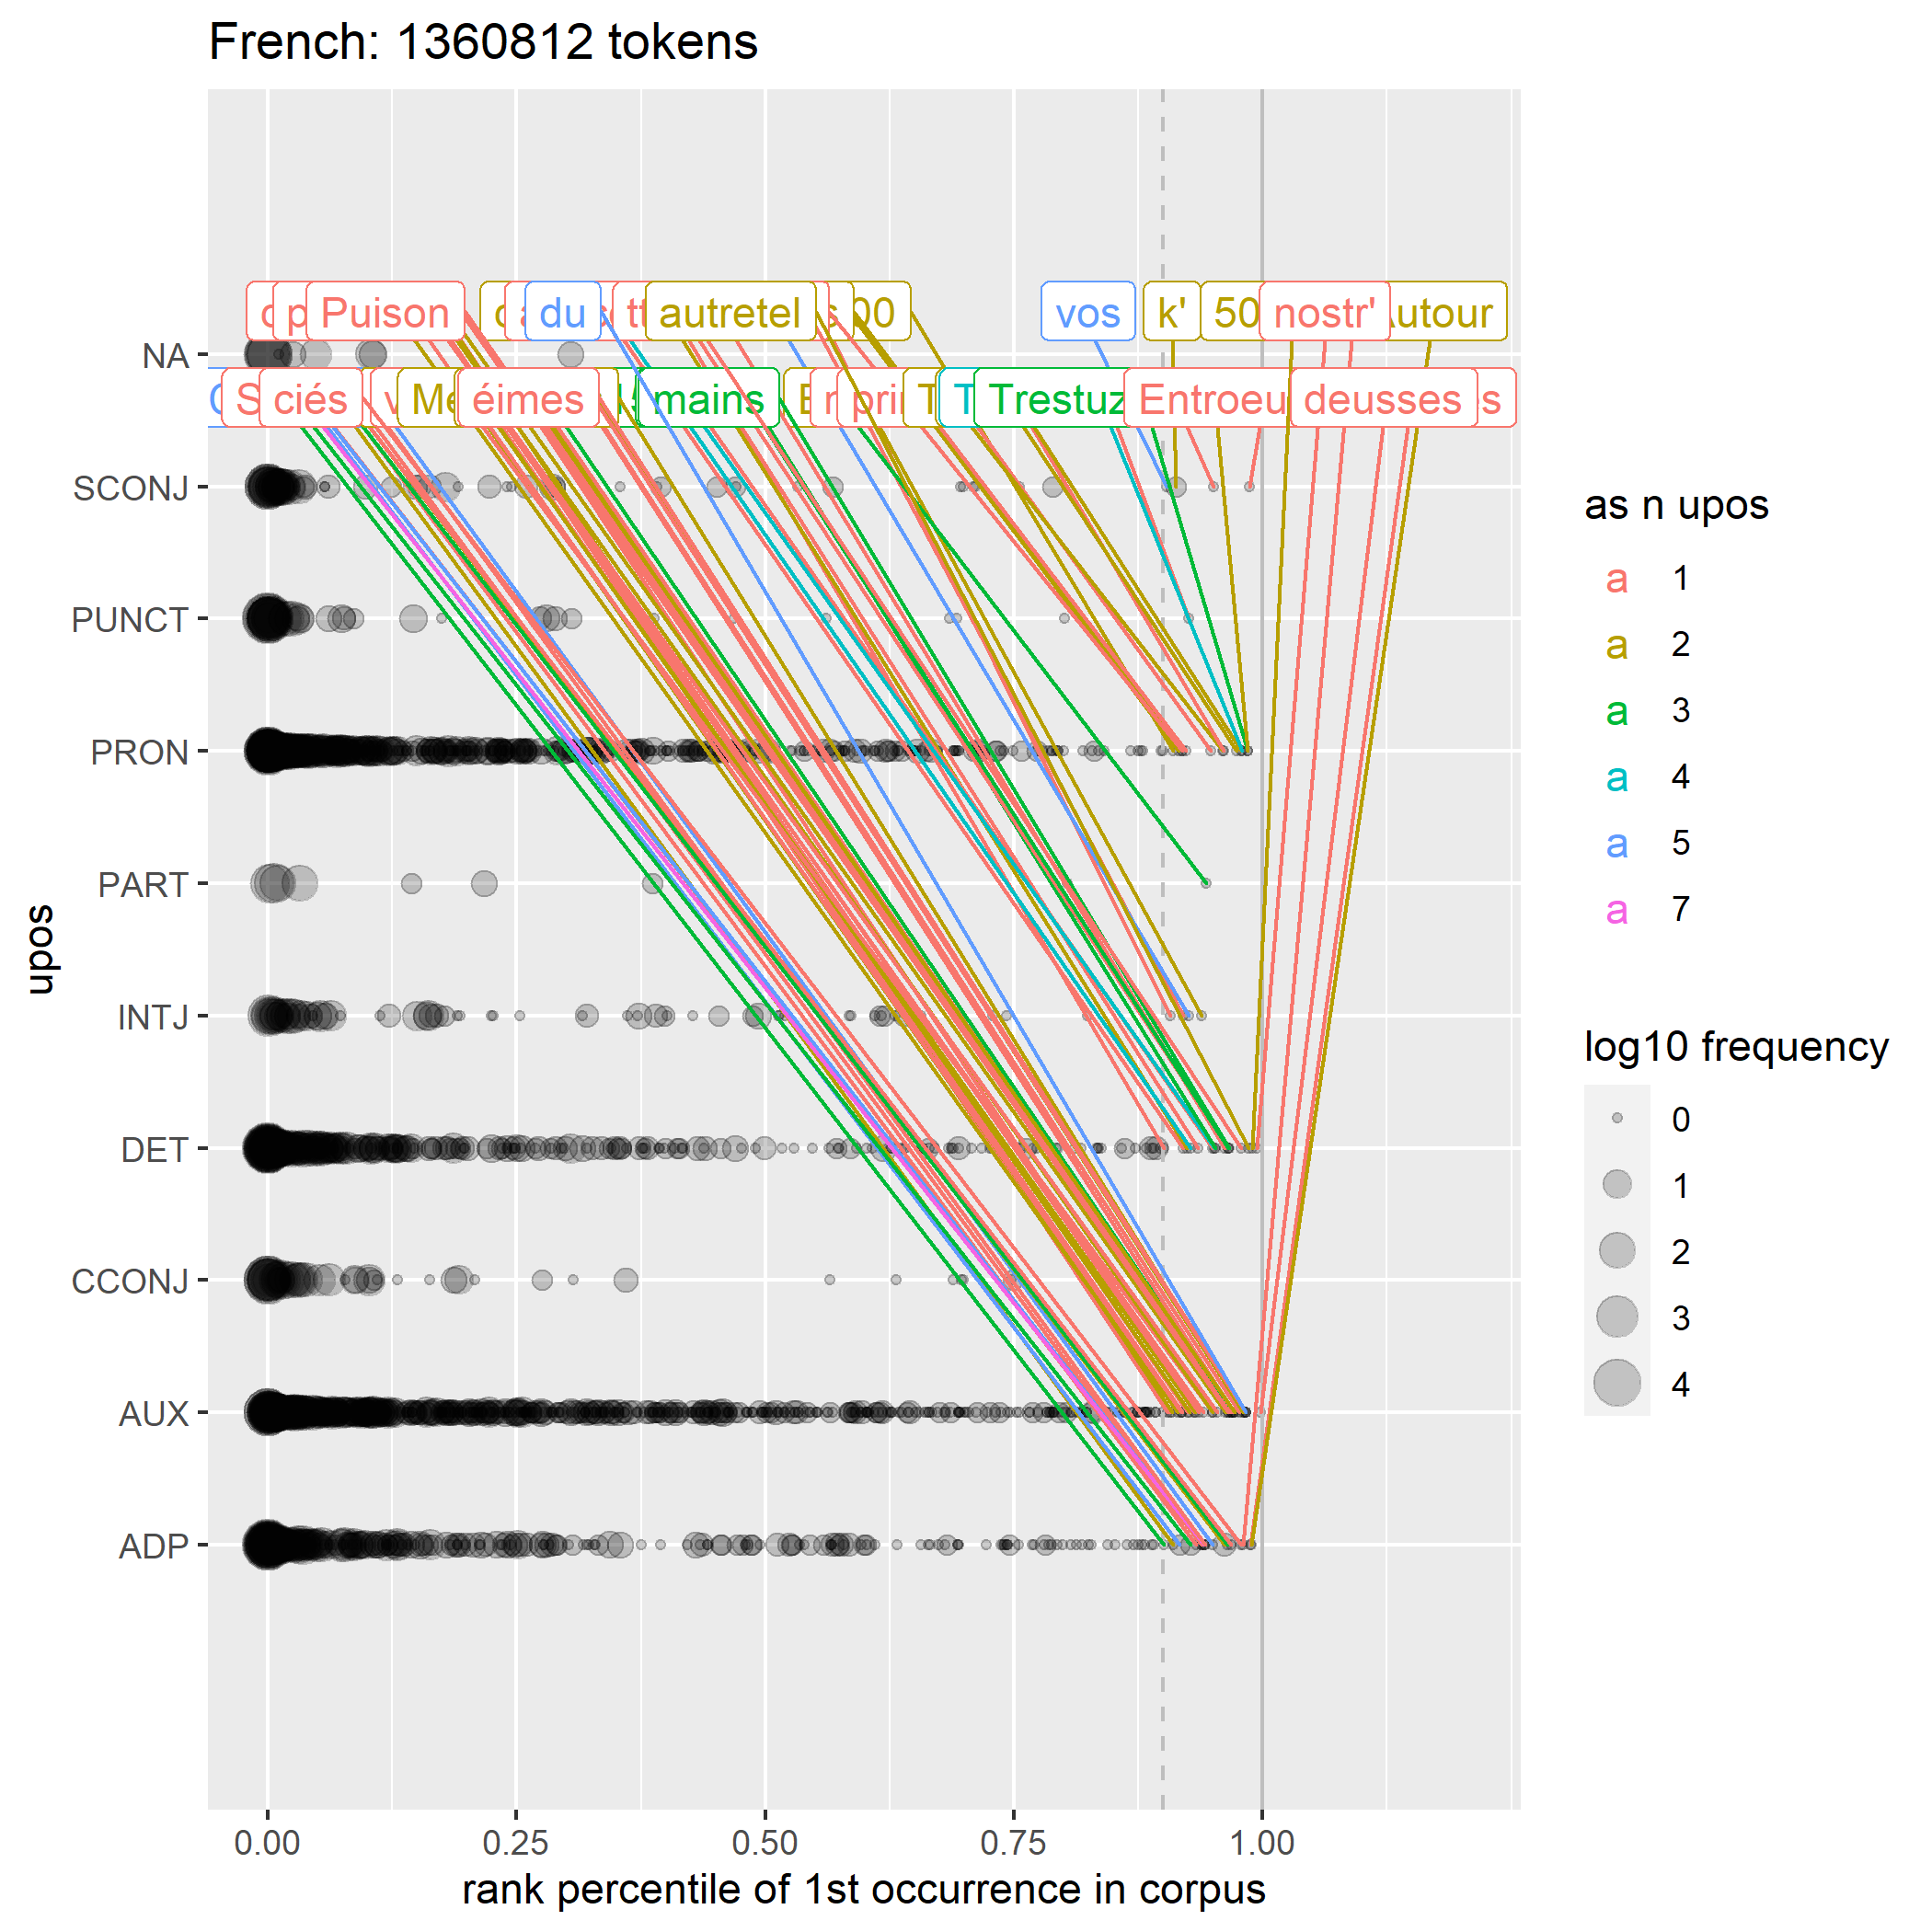 French: 1360812 tokens
Puison
du
autretel
00
vos
k'
50
nostr'
utour
NA
ciés
éimes
mains
Trestuz
Entroeu
deusses
SCONJ
PUNCT
PRON
PART
INTJ
DET
CCONJ
AUX
ADP
upos
0.00 0.25 0.50 0.75 1.00
rank percentile of 1st occurrence in corpus
as n upos
a 1
a 2
a 3
a 4
a 5
a 7
log10 frequency
0
1
2
3
4